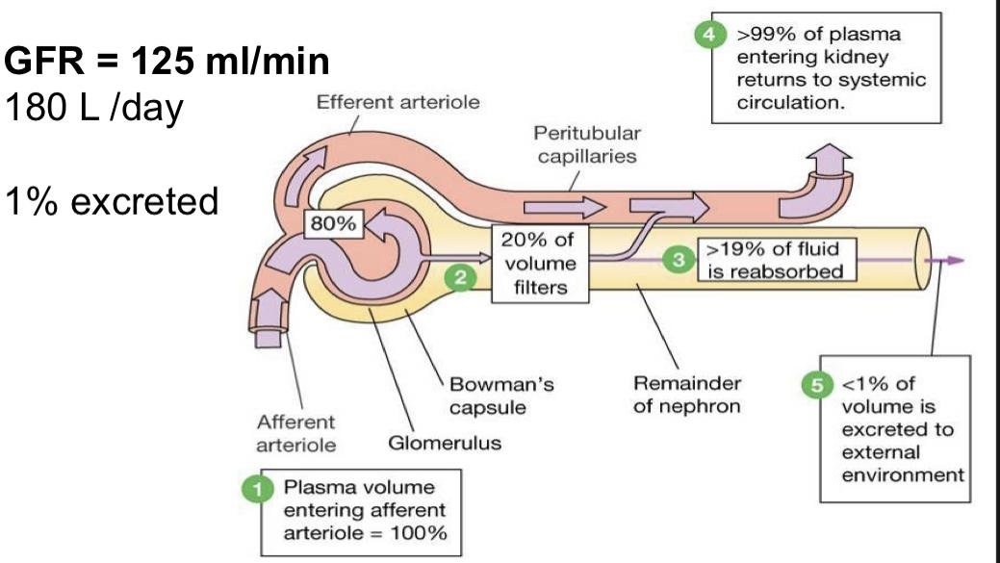 GFR = 125 ml/min
180 L /day
1% excreted
4 >99% of plasma
entering kidney
returns to systemic
circulation.
Efferent arteriole
Peritubular
capillaries
80%
20% of
volume
filters
2
3 >19% of fluid
is reabsorbed
5 <1% of
volume is
excreted to
external
environment
Bowman's
capsule
Remainder
of nephron
Afferent
arteriole
Glomerulus
1 Plasma volume
entering afferent
arteriole = 100%